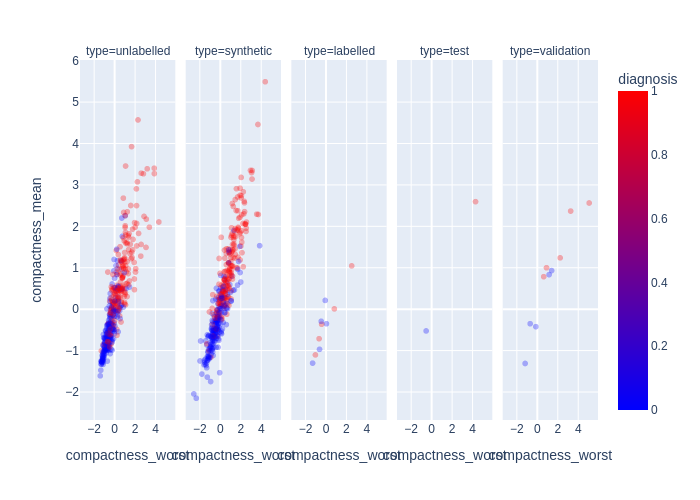 type=unlabelled
type=synthetic
type=labelled
type=test
type=validation
diagnosis
compactness_mean
6
5
4
3
2
1
0
−1
−2
1
0.8
0.6
0.4
0.2
0
−2 0 2 4
−2 0 2 4
−2 0 2 4
−2 0 2 4
−2 0 2 4
compactness_worst
compactness_worst
compactness_worst
compactness_worst
compactness_worst